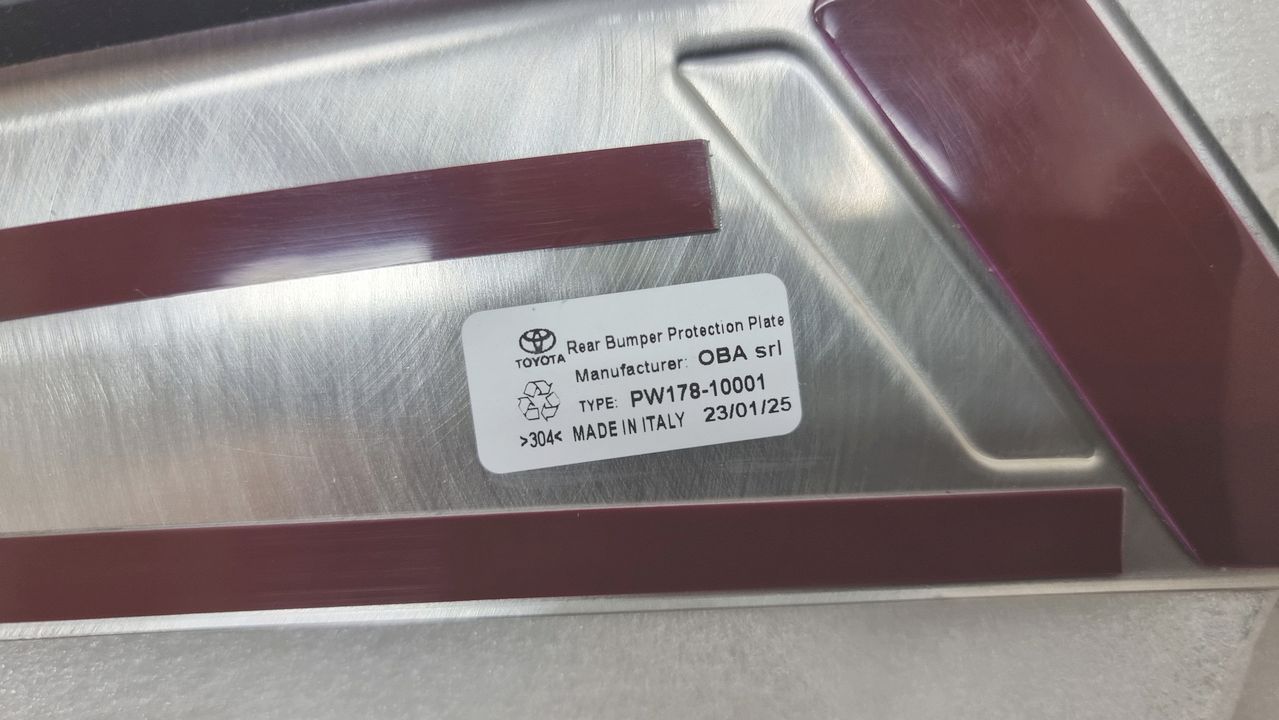 TOYOTA Rear Bumper Protection Plate
Manufacturer: OBA srl
TYPE: PW178-10001
>304< MADE IN ITALY 23/01/25